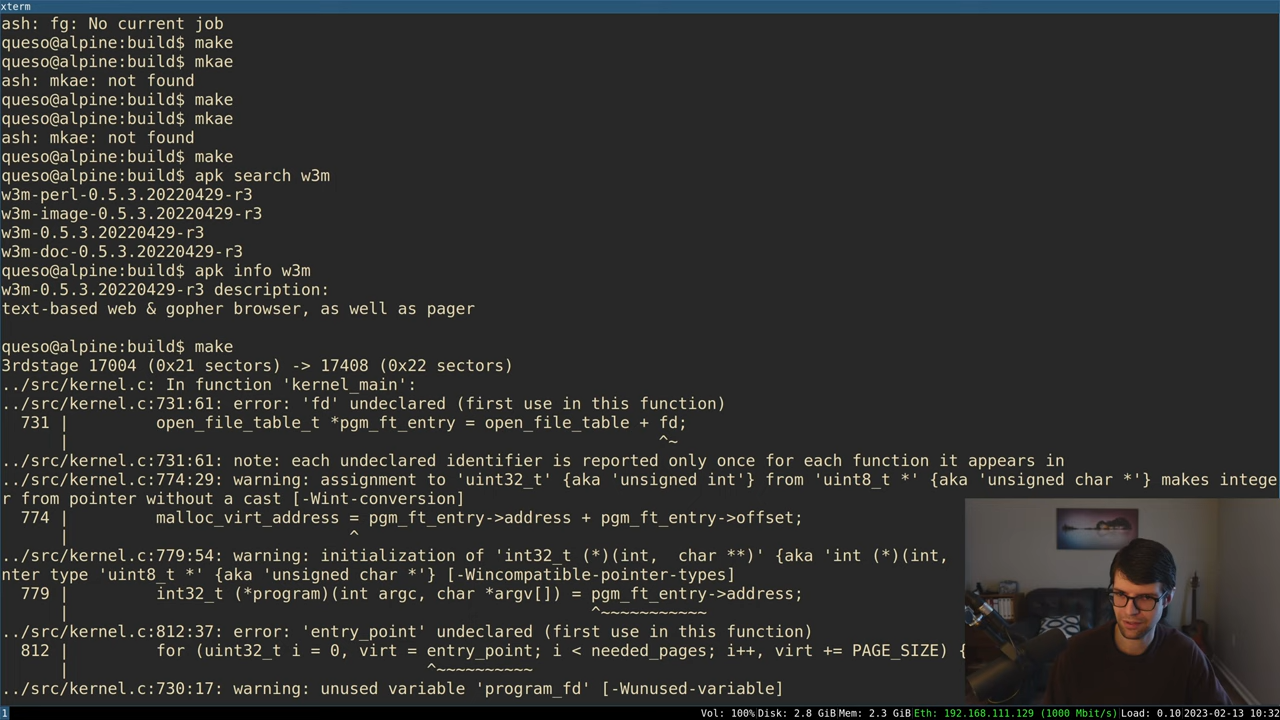 xterm
ash: fg: No current job
queso@alpine:build$ make
queso@alpine:build$ mkae
ash: mkae: not found
queso@alpine:build$ make
queso@alpine:build$ mkae
ash: mkae: not found
queso@alpine:build$ make
queso@alpine:build$ apk search w3m
w3m-perl-0.5.3.20220429-r3
w3m-image-0.5.3.20220429-r3
w3m-0.5.3.20220429-r3
w3m-doc-0.5.3.20220429-r3
queso@alpine:build$ apk info w3m
w3m-0.5.3.20220429-r3 description:
text-based web & gopher browser, as well as pager
queso@alpine:build$ make
3rdstage 17004 (0x21 sectors) -> 17408 (0x22 sectors)
../src/kernel.c: In function 'kernel_main':
../src/kernel.c:731:61: error: 'fd' undeclared (first use in this function)
  731 |         open_file_table_t *pgm_ft_entry = open_file_table + fd;
      |                                                             ^~
../src/kernel.c:731:61: note: each undeclared identifier is reported only once for each function it appears in
../src/kernel.c:774:29: warning: assignment to 'uint32_t' {aka 'unsigned int'} from 'uint8_t *' {aka 'unsigned char *'} makes intege
r from pointer without a cast [-Wint-conversion]
  774 |         malloc_virt_address = pgm_ft_entry->address + pgm_ft_entry->offset;
      |                             ^
../src/kernel.c:779:54: warning: initialization of 'int32_t (*)(int,  char **)' {aka 'int (*)(int,
nter type 'uint8_t *' {aka 'unsigned char *'} [-Wincompatible-pointer-types]
  779 |         int32_t (*program)(int argc, char *argv[]) = pgm_ft_entry->address;
      |                                                      ^~~~~~~~~~~~
../src/kernel.c:812:37: error: 'entry_point' undeclared (first use in this function)
  812 |         for (uint32_t i = 0, virt = entry_point; i < needed_pages; i++, virt += PAGE_SIZE) {
      |                                     ^~~~~~~~~~~
../src/kernel.c:730:17: warning: unused variable 'program_fd' [-Wunused-variable]
1 Vol: 100% Disk: 2.8 GiB Mem: 2.3 GiB Eth: 192.168.111.129 (1000 Mbit/s) Load: 0.10 2023-02-13 10:32